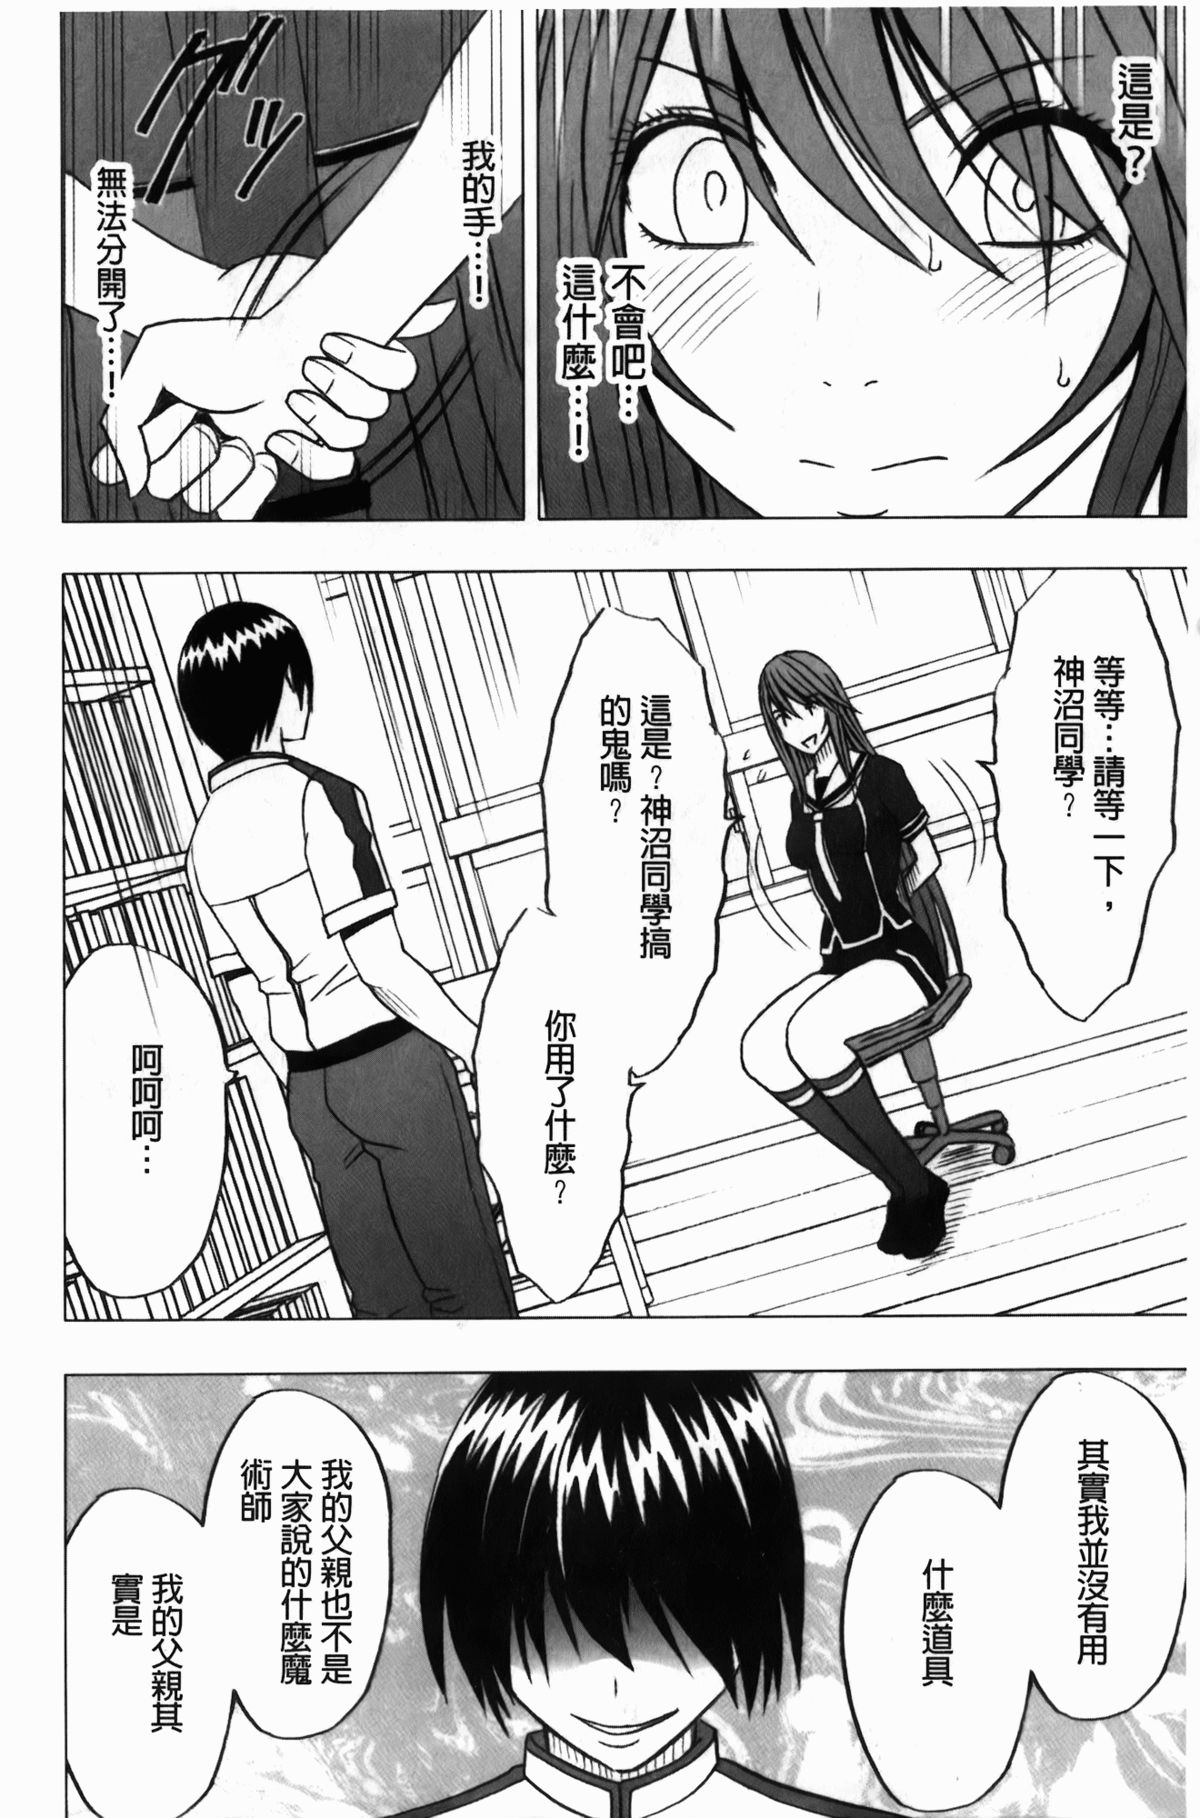 這是？
不會吧…
這什麼…！
我的手…！
グググッ
無法分開了…！
等等…請等一下，
神沼同學？
這是？神沼同學搞
的鬼嗎？
你用了什麼？
呵呵呵…
其實我並沒有用
什麼道具
我的父親也不是
大家說的什麼魔
術師
我的父親其
實是